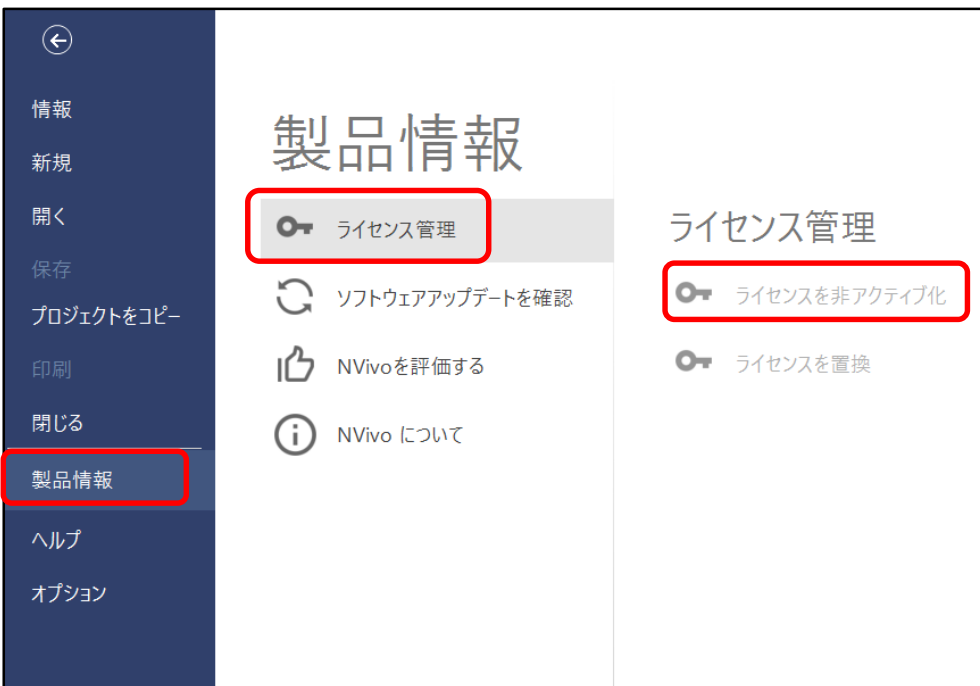 情報
新規
開く
保存
プロジェクトをコピー
印刷
閉じる
製品情報
ヘルプ
オプション
製品情報
ライセンス管理
ソフトウェアアップデートを確認
NVivoを評価する
NVivo について
ライセンス管理
ライセンスを非アクティブ化
ライセンスを置換